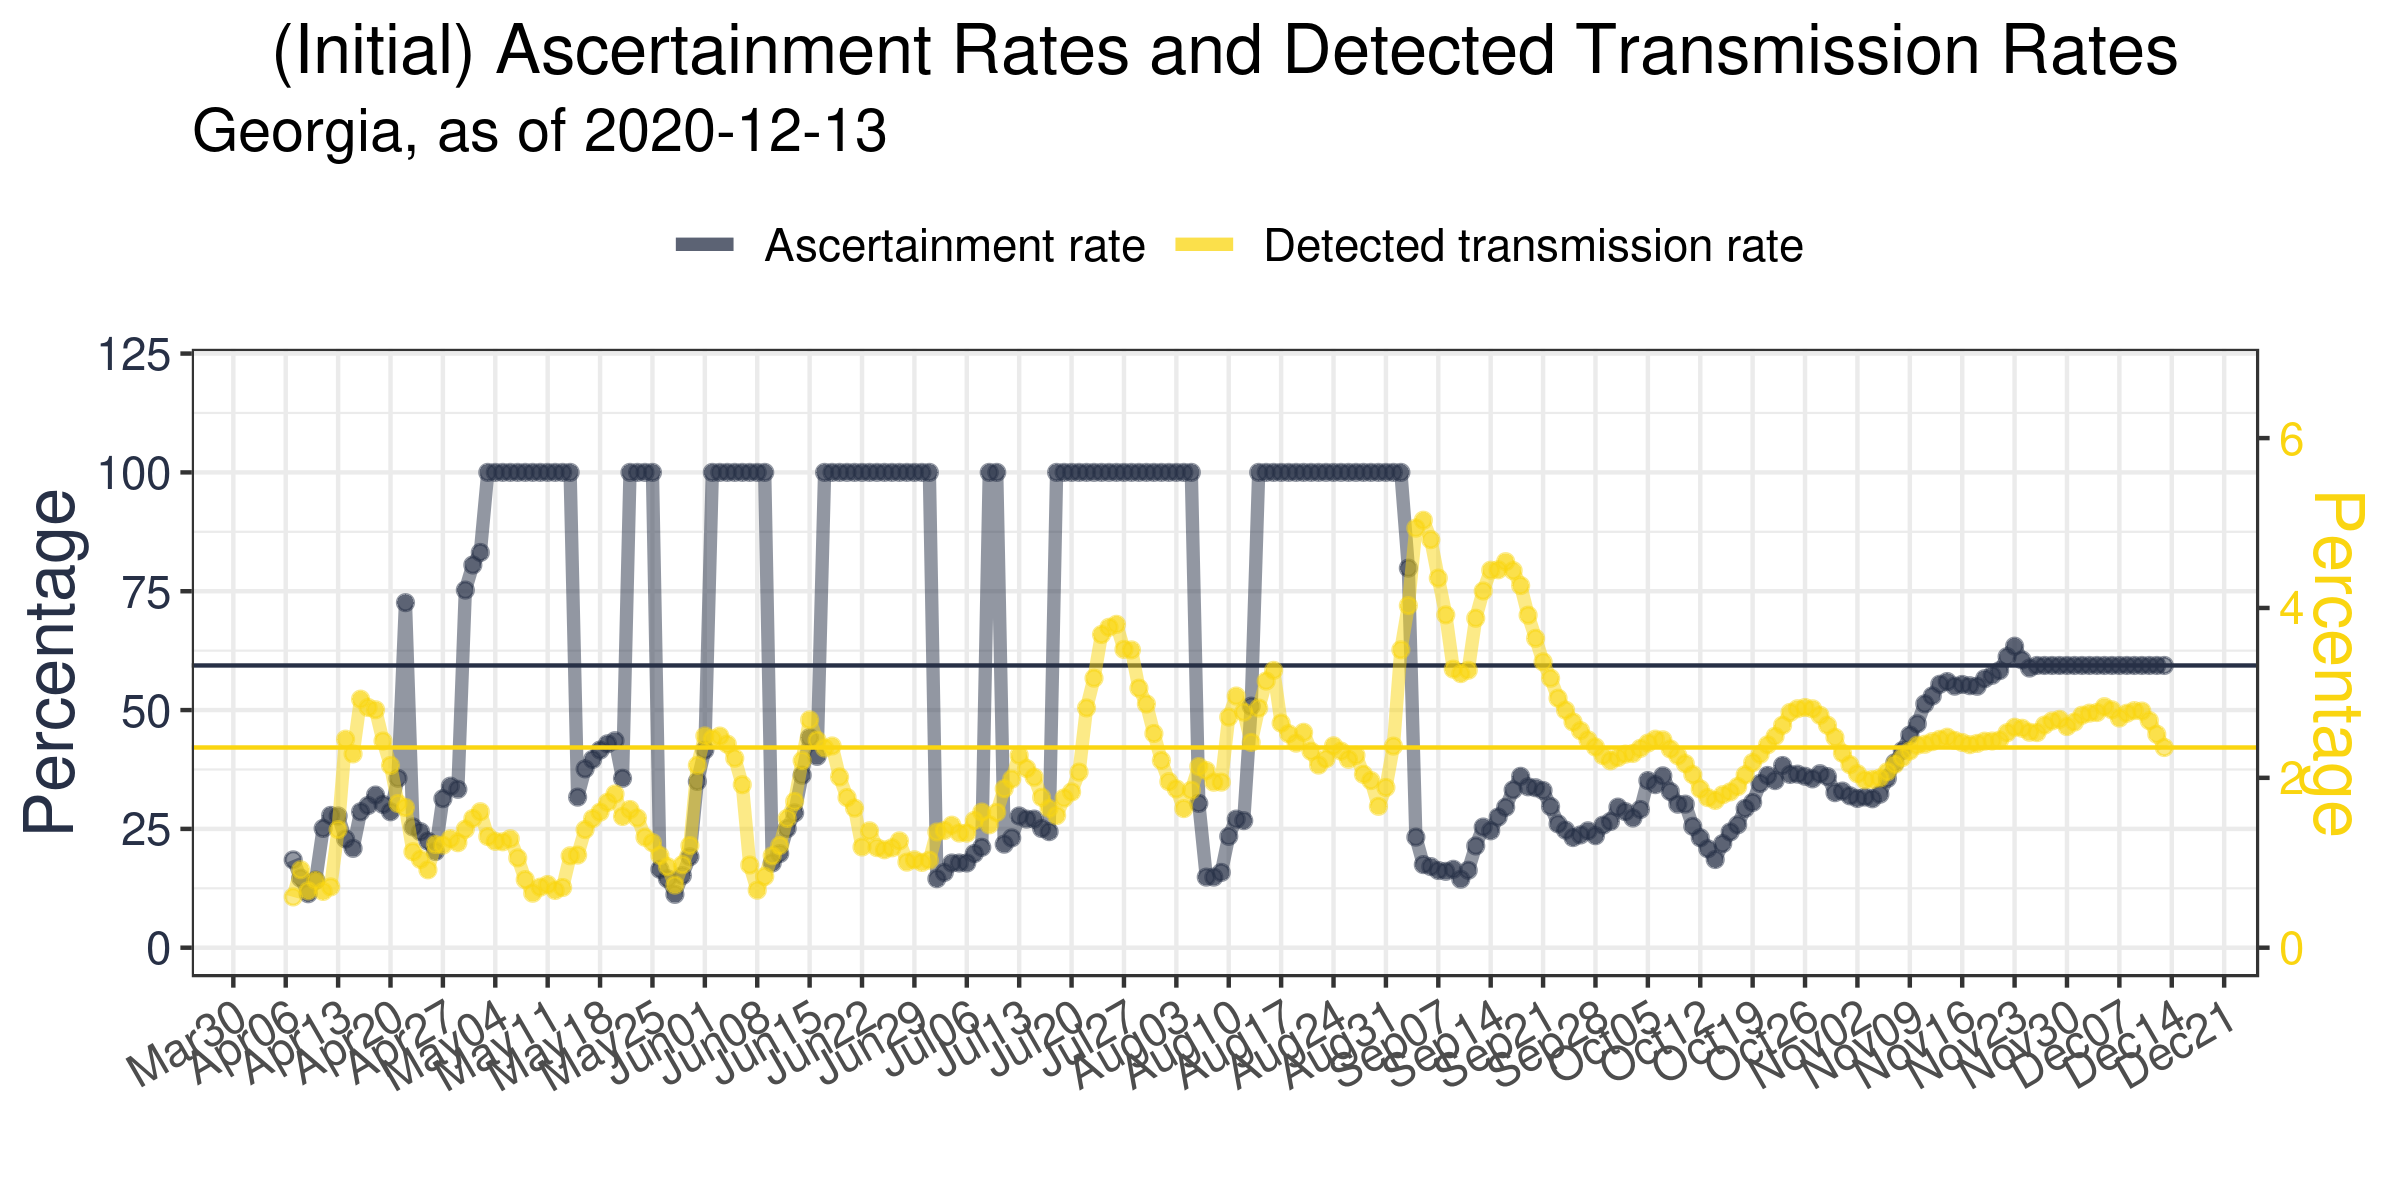 (Initial) Ascertainment Rates and Detected Transmission Rates
Georgia, as of 2020-12-13
Ascertainment rate
Detected transmission rate
125
100
75
50
25
0
Percentage
6
4
2
0
Percentage
Mar30
Apr06
Apr13
Apr20
Apr27
May04
May11
May18
May25
Jun01
Jun08
Jun15
Jun22
Jun29
Jul06
Jul13
Jul20
Jul27
Aug03
Aug10
Aug17
Aug24
Aug31
Sep07
Sep14
Sep21
Sep28
Oct05
Oct12
Oct19
Oct26
Nov02
Nov09
Nov16
Nov23
Nov30
Dec07
Dec14
Dec21